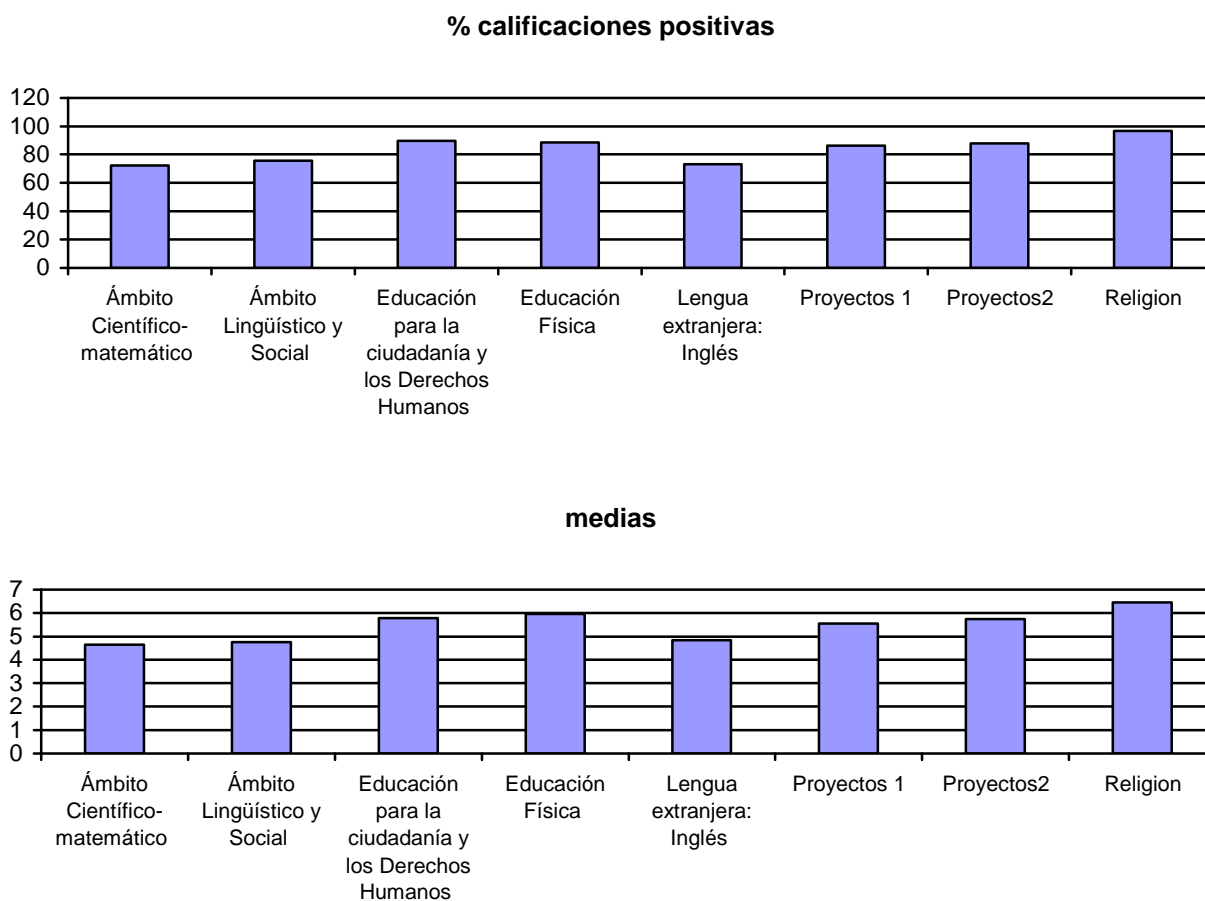 % calificaciones positivas
120
100
80
60
40
20
0
Ámbito
Científico-
matemático
Ámbito
Lingüístico y
Social
Educación
para la
ciudadanía y
los Derechos
Humanos
Educación
Física
Lengua
extranjera:
Inglés
Proyectos 1
Proyectos2
Religion
medias
7
6
5
4
3
2
1
0
Ámbito
Científico-
matemático
Ámbito
Lingüístico y
Social
Educación
para la
ciudadanía y
los Derechos
Humanos
Educación
Física
Lengua
extranjera:
Inglés
Proyectos 1
Proyectos2
Religion